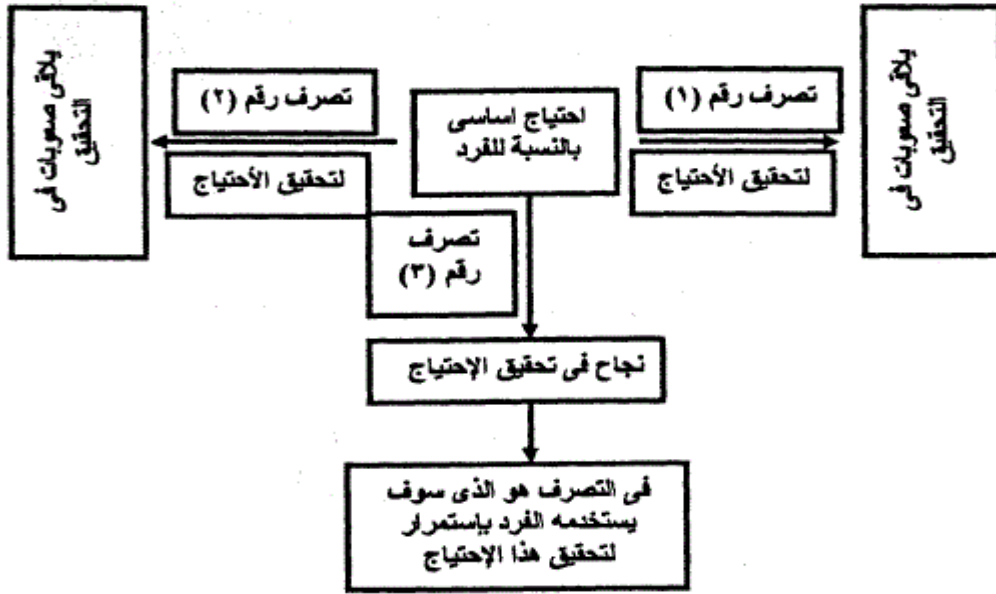 يلاقى صعوبات فى
التحقيق
تصرف رقم (١)
لتحقيق الأحتياج
احتياج اساسى
بالنسبة للفرد
تصرف رقم (٢)
لتحقيق الأحتياج
يلاقى صعوبات فى
التحقيق
تصرف
رقم (٣)
نجاح فى تحقيق الإحتياج
فى التصرف هو الذى سوف
يستخدمه الفرد بإستمرار
لتحقيق هذا الإحتياج